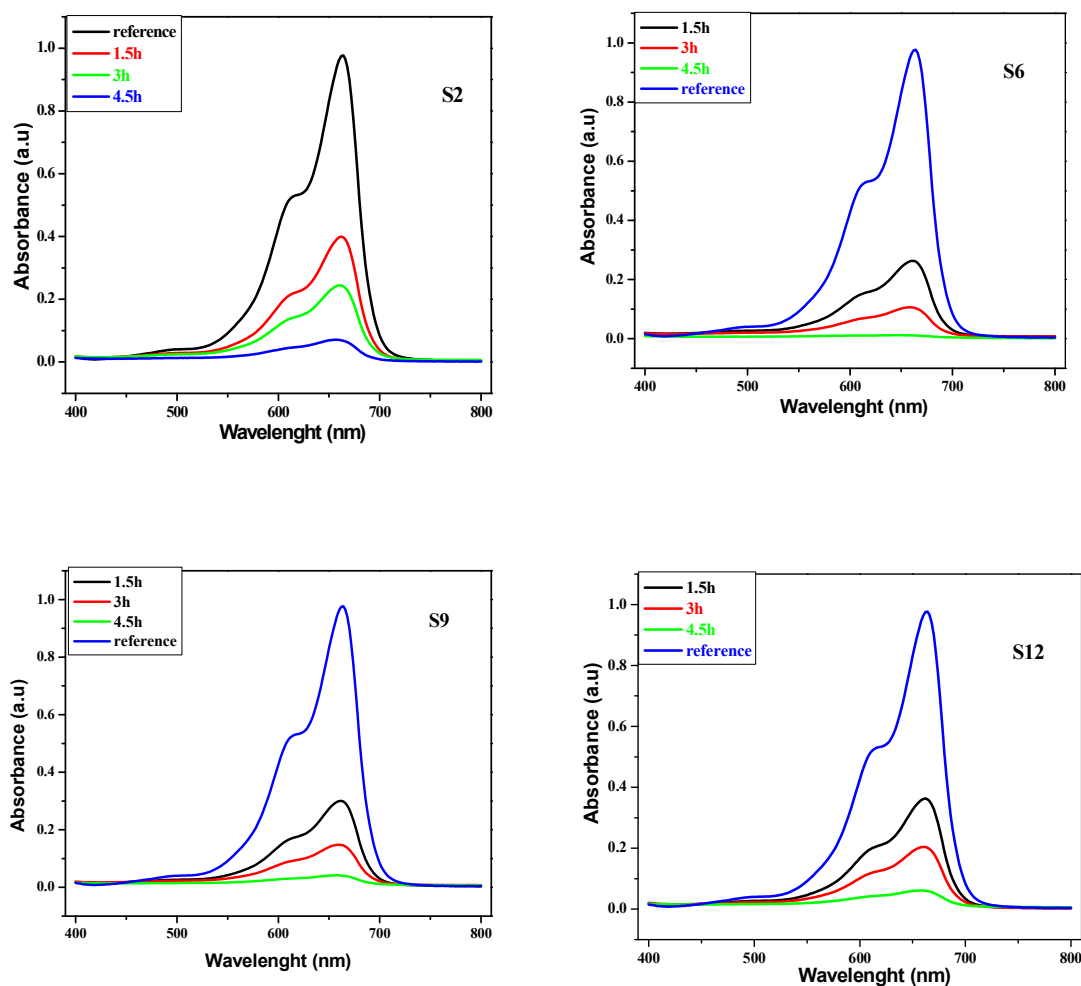 reference
1.5h
3h
4.5h
S2
1.0
0.8
0.6
0.4
0.2
0.0
Absorbance (a.u)
400 500 600 700 800
Wavelenght (nm)
1.5h
3h
4.5h
reference
S6
1.0
0.8
0.6
0.4
0.2
0.0
Absorbance (a.u)
400 500 600 700 800
Wavelenght (nm)
1.5h
3h
4.5h
reference
S9
1.0
0.8
0.6
0.4
0.2
0.0
Absorbance (a.u)
400 500 600 700 800
Wavelenght (nm)
1.5h
3h
4.5h
reference
S12
1.0
0.8
0.6
0.4
0.2
0.0
Absorbance (a.u)
400 500 600 700 800
Wavelenght (nm)